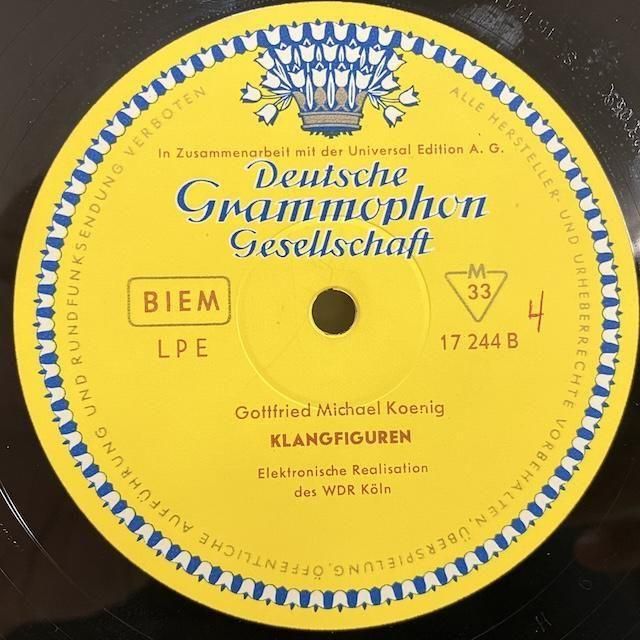 In Zusammenarbeit mit der Universal Edition A. G.
Deutsche
Grammophon
Gesellschaft
BIEM
LPE
M
33
17 244 B
4
Gottfried Michael Koenig
KLANGFIGUREN
Elektronische Realisation
des WDR Köln
ALLE HERSTELLER- UND URHEBERRECHTE VORBEHALTEN, ÜBERSPIELUNG, ÖFFENTLICHE AUFFÜHRUNG UND RUNDFUNKSENDUNG VERBOTEN